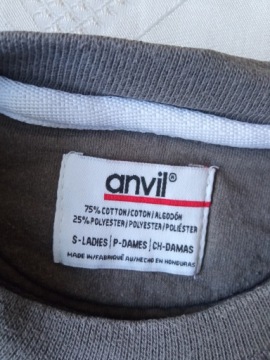 anvil®
75% COTTON/COTON/ALGODÓN
25% POLYESTER/POLYESTER/POLIÉSTER
S-LADIES | P-DAMES | CH-DAMAS
MADE IN/FABRIQUÉ AU/HECHO EN HONDURAS